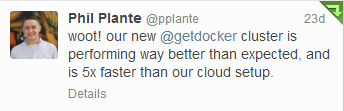 Phil Plante @pplante 23d
woot! our new @getdocker cluster is
performing way better than expected, and
is 5x faster than our cloud setup.
Details